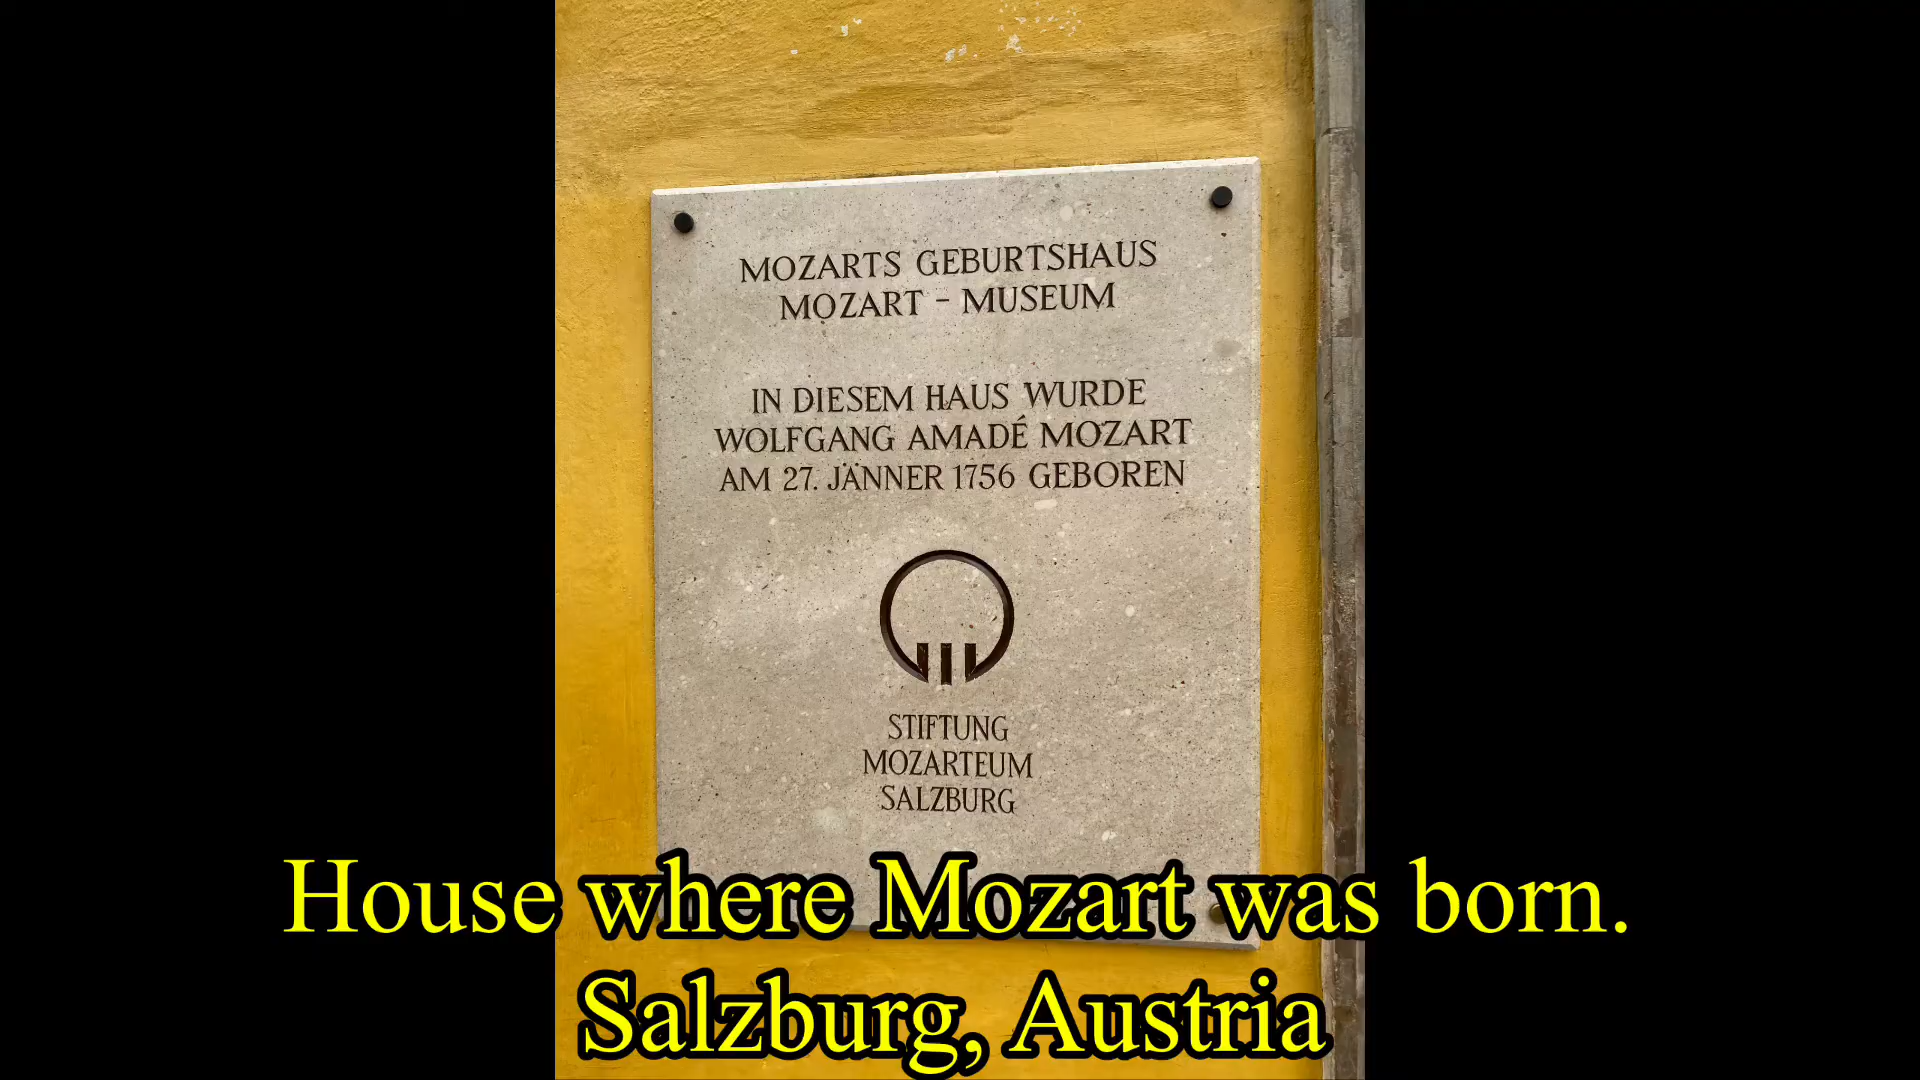 MOZARTS GEBURTSHAUS
MOZART - MUSEUM
IN DIESEM HAUS WURDE
WOLFGANG AMADÉ MOZART
AM 27. JÄNNER 1756 GEBOREN
STIFTUNG
MOZARTEUM
SALZBURG
House where Mozart was born.
Salzburg, Austria